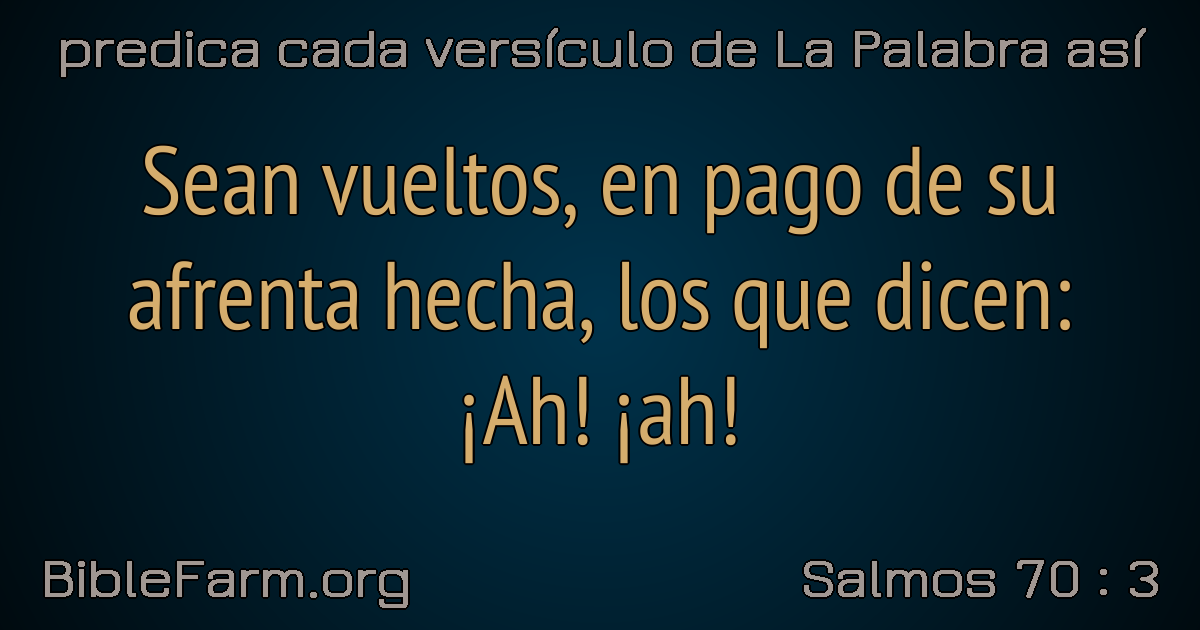 predica cada versículo de La Palabra así
Sean vueltos, en pago de su
afrenta hecha, los que dicen:
¡Ah! ¡ah!
BibleFarm.org
Salmos 70 : 3